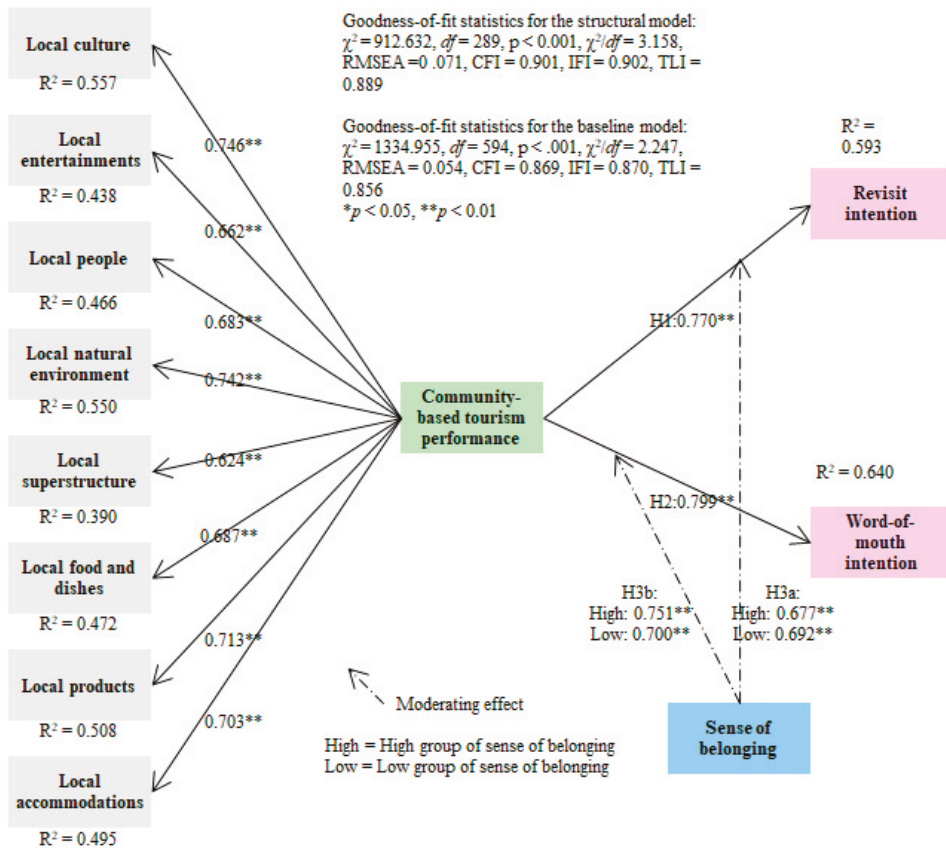 Local culture
R² = 0.557
Local
entertainments
R² = 0.438
Local people
R² = 0.466
Local natural
environment
R² = 0.550
Local
superstructure
R² = 0.390
Local food and
dishes
R² = 0.472
Local products
R² = 0.508
Local
accommodations
R² = 0.495
0.746**
0.662**
0.683**
0.742**
0.624**
0.687**
0.713**
0.703**
Goodness-of-fit statistics for the structural model:
χ² = 912.632, df = 289, p < 0.001, χ²/df = 3.158,
RMSEA =0 .071, CFI = 0.901, IFI = 0.902, TLI =
0.889
Goodness-of-fit statistics for the baseline model:
χ² = 1334.955, df = 594, p < .001, χ²/df = 2.247,
RMSEA = 0.054, CFI = 0.869, IFI = 0.870, TLI =
0.856
*p < 0.05, **p < 0.01
Community-
based tourism
performance
R² =
0.593
Revisit
intention
H1:0.770**
H2:0.799**
R² = 0.640
Word-of-
mouth
intention
H3b:
High: 0.751**
Low: 0.700**
H3a:
High: 0.677**
Low: 0.692**
Sense of
belonging
Moderating effect
High = High group of sense of belonging
Low = Low group of sense of belonging